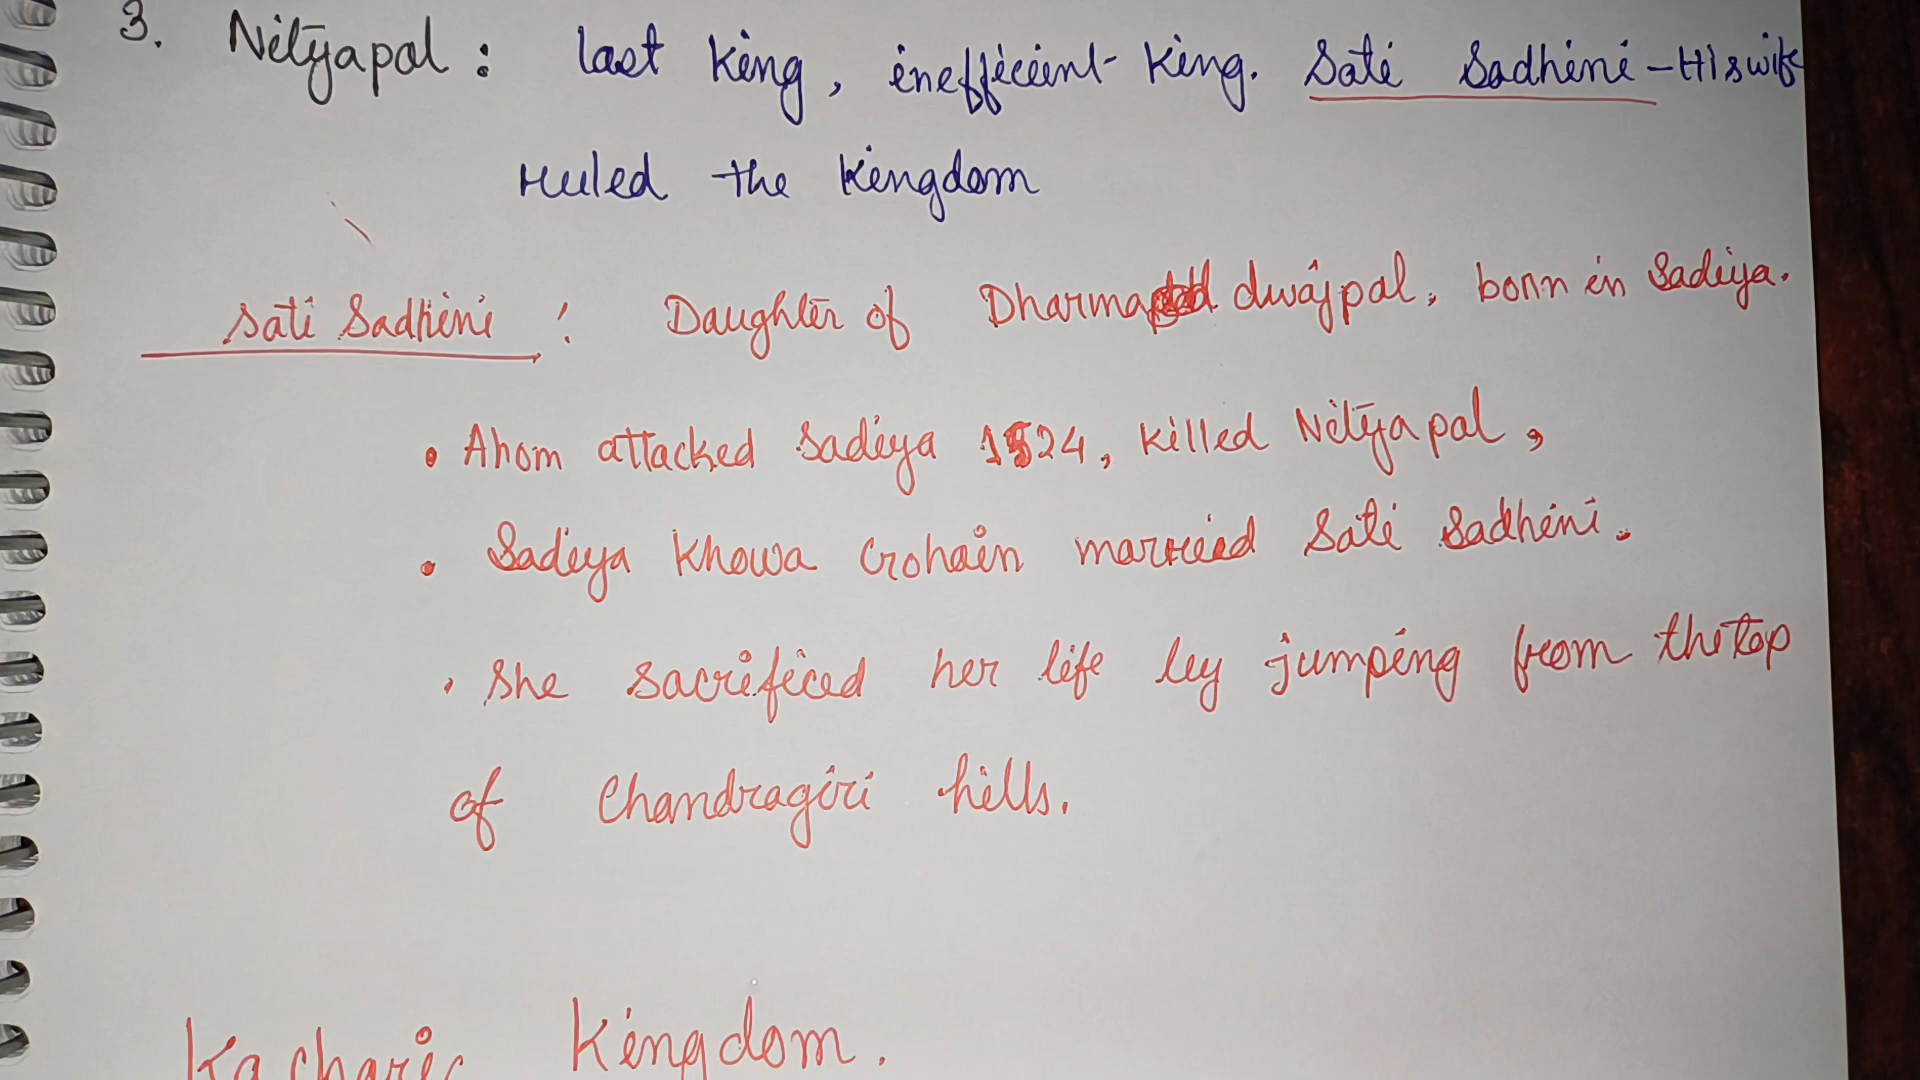 3. Nityapal : last king, inefficient king. Sati Sadhini - His wife
ruled the kingdom
Sati Sadhini : Daughter of Dharma dwajpal, born in Sadiya.
• Ahom attacked Sadiya 1524, killed Nityapal,
• Sadiya Khowa Gohain married Sati Sadhini.
• She sacrificed her life by jumping from the top
of Chandragiri hills.
Kingdom.